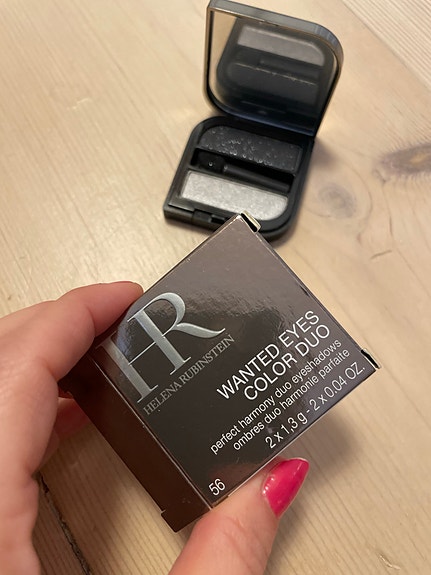 HR
HELENA RUBINSTEIN
WANTED EYES
COLOR DUO
perfect harmony duo eyeshadows
ombres duo harmonie parfaite
2 x 1,3 g - 2 x 0.04 OZ.
56